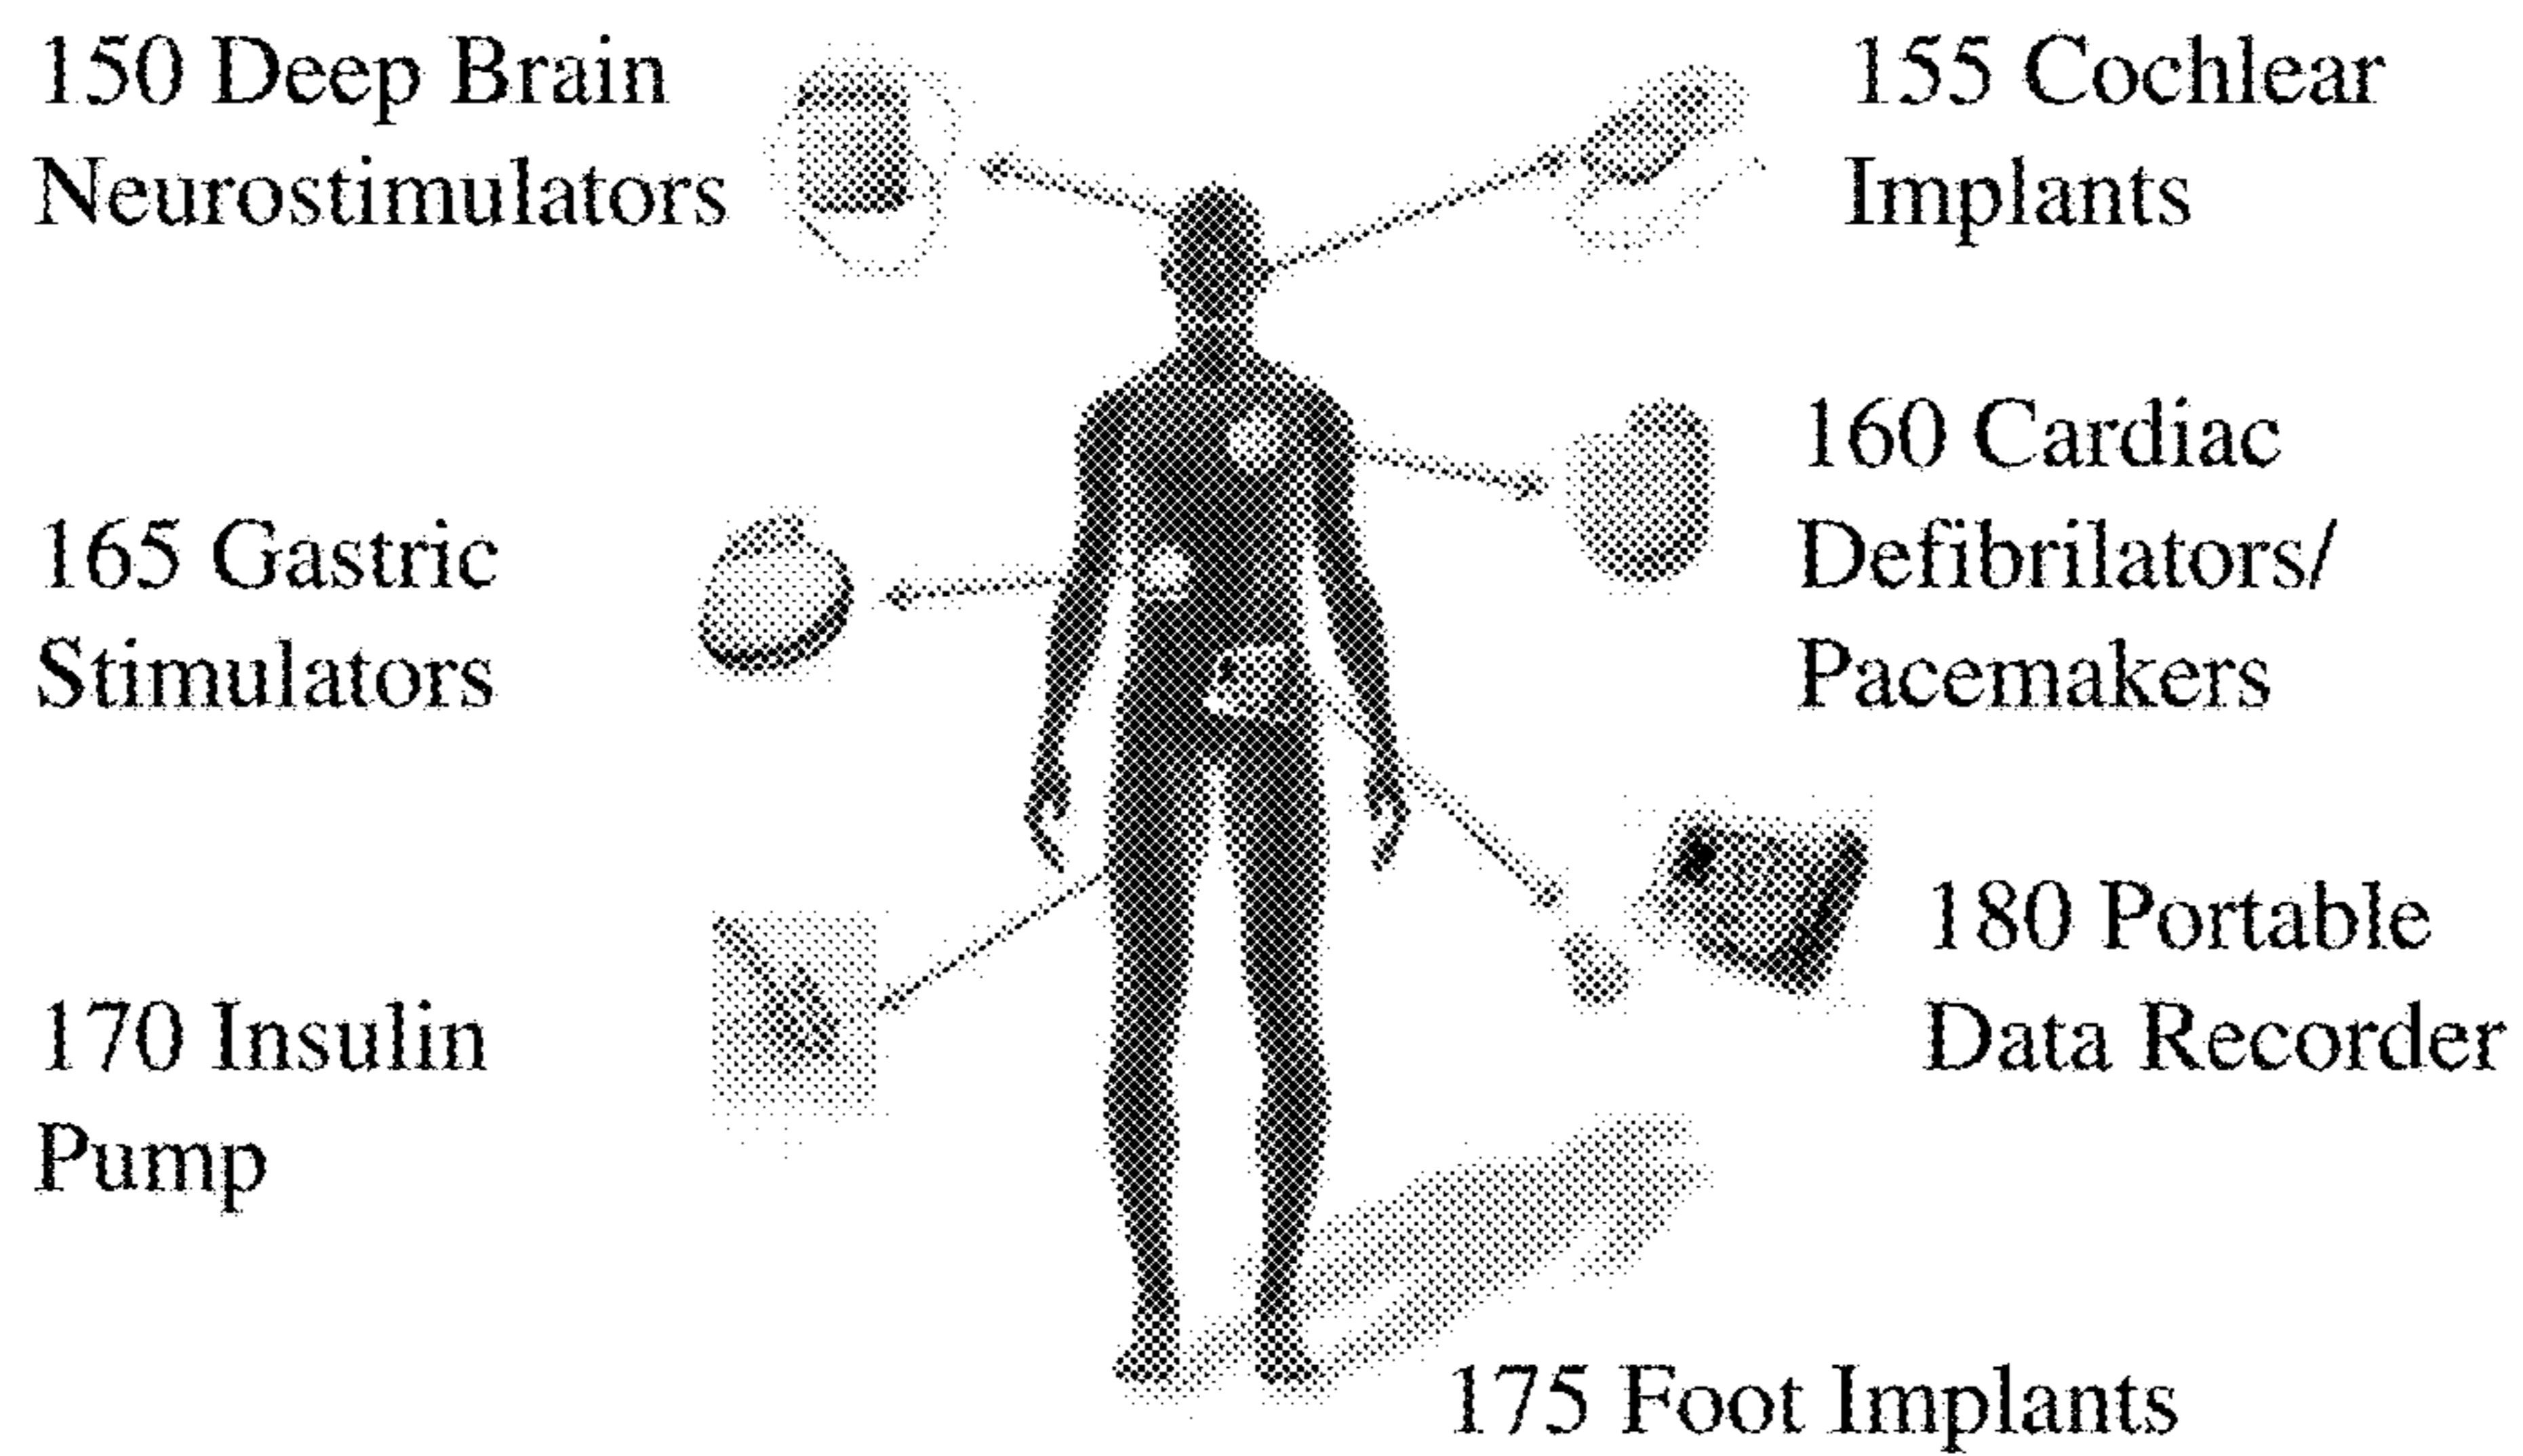 150 Deep Brain
Neurostimulators
155 Cochlear
Implants
160 Cardiac
Defibrilators/
Pacemakers
165 Gastric
Stimulators
180 Portable
Data Recorder
170 Insulin
Pump
175 Foot Implants